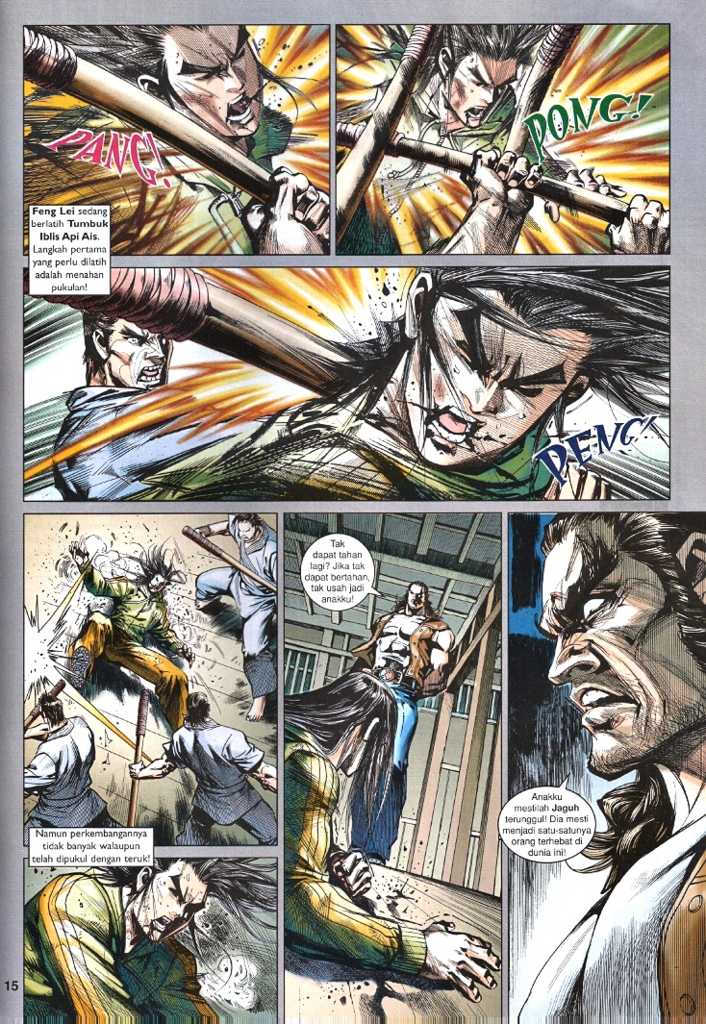 PANG!
PONG!
Feng Lei sedang
berlatih Tumbuk
Iblis Api Ais.
Langkah pertama
yang perlu dilatih
adalah menahan
pukulan!
PENG!
Namun perkembangannya
tidak banyak walaupun
telah dipukul dengan teruk!
Tak
dapat tahan
lagi? Jika tak
dapat bertahan,
tak usah jadi
anakku!
Anakku
mestilah Jaguh
terunggul! Dia mesti
menjadi satu-satunya
orang terhebat di
dunia ini!
15